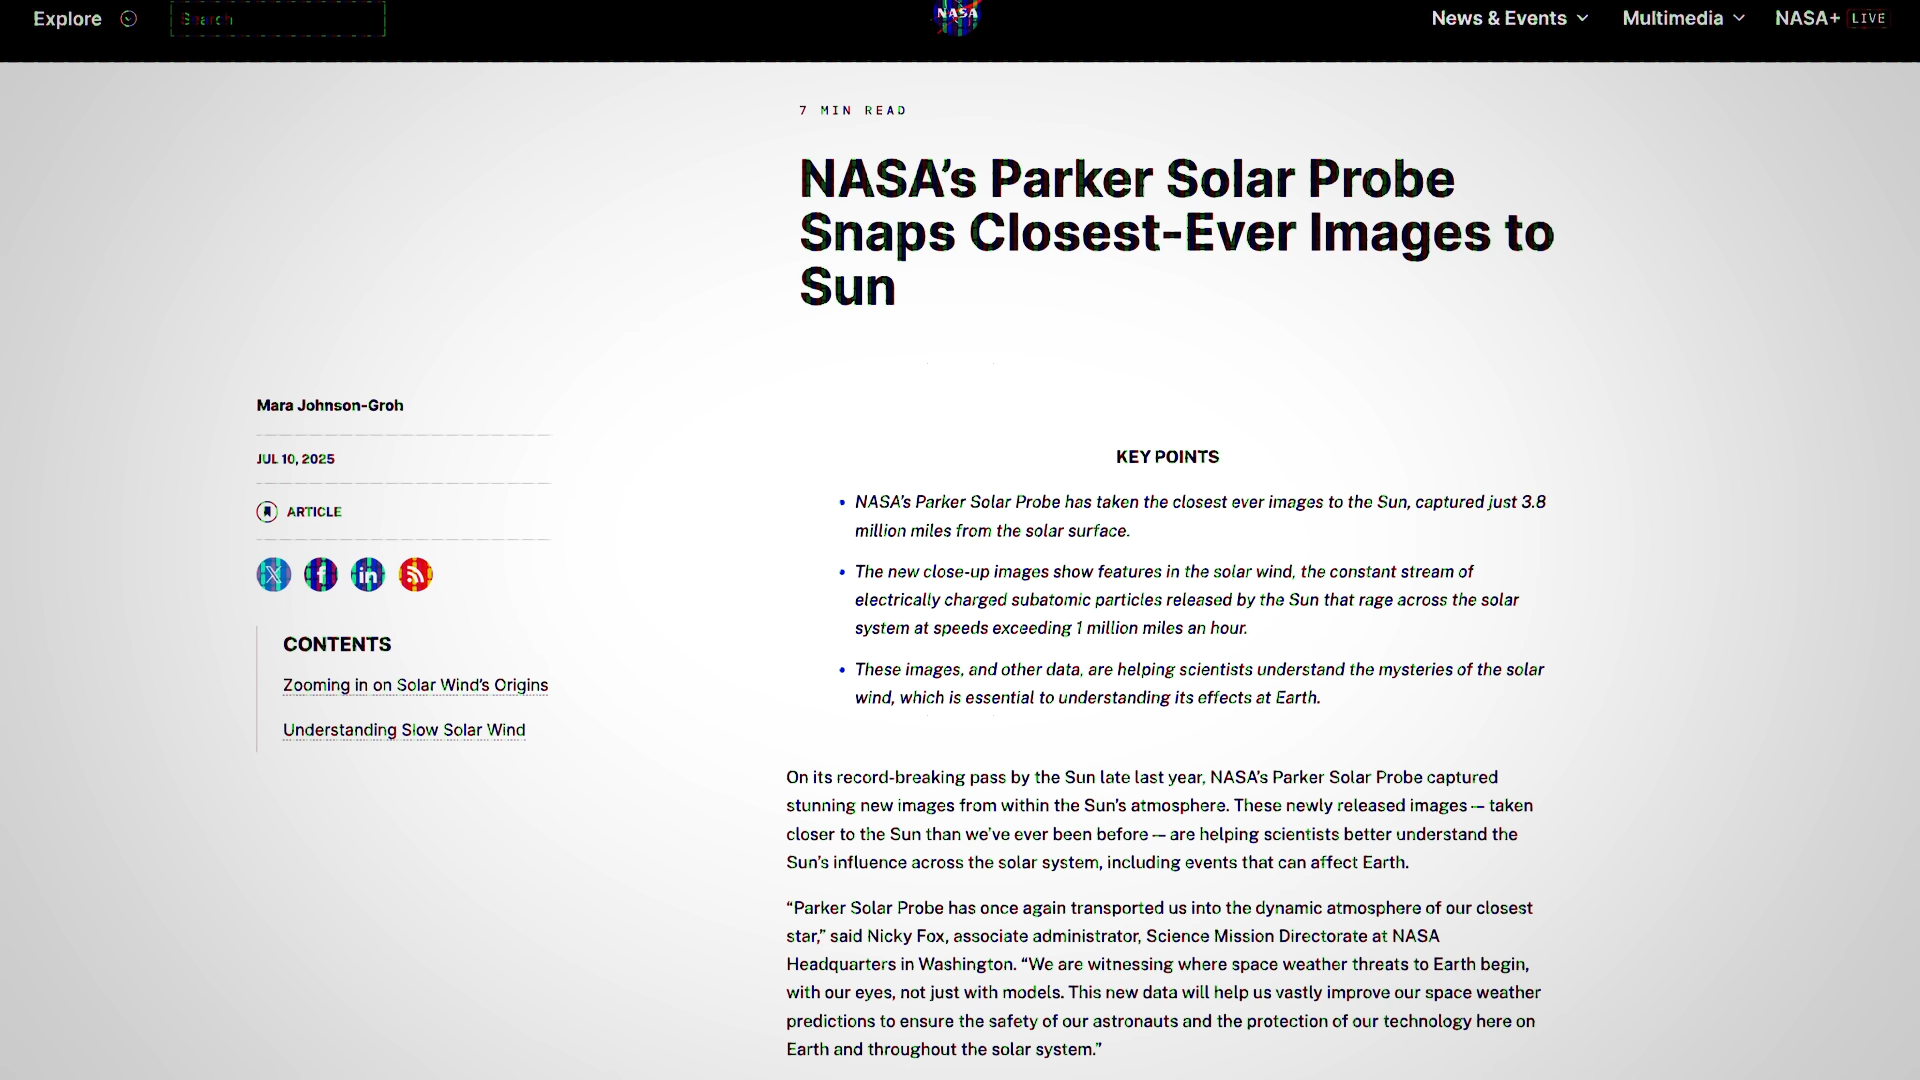 Explore
Search
NASA
News & Events
Multimedia
NASA+ LIVE
7 MIN READ
NASA’s Parker Solar Probe
Snaps Closest-Ever Images to
Sun
Mara Johnson-Groh
JUL 10, 2025
ARTICLE
CONTENTS
Zooming in on Solar Wind’s Origins
Understanding Slow Solar Wind
KEY POINTS
• NASA’s Parker Solar Probe has taken the closest ever images to the Sun, captured just 3.8
million miles from the solar surface.
• The new close-up images show features in the solar wind, the constant stream of
electrically charged subatomic particles released by the Sun that rage across the solar
system at speeds exceeding 1 million miles an hour.
• These images, and other data, are helping scientists understand the mysteries of the solar
wind, which is essential to understanding its effects at Earth.
On its record-breaking pass by the Sun late last year, NASA’s Parker Solar Probe captured
stunning new images from within the Sun’s atmosphere. These newly released images — taken
closer to the Sun than we’ve ever been before — are helping scientists better understand the
Sun’s influence across the solar system, including events that can affect Earth.
“Parker Solar Probe has once again transported us into the dynamic atmosphere of our closest
star,” said Nicky Fox, associate administrator, Science Mission Directorate at NASA
Headquarters in Washington. “We are witnessing where space weather threats to Earth begin,
with our eyes, not just with models. This new data will help us vastly improve our space weather
predictions to ensure the safety of our astronauts and the protection of our technology here on
Earth and throughout the solar system.”